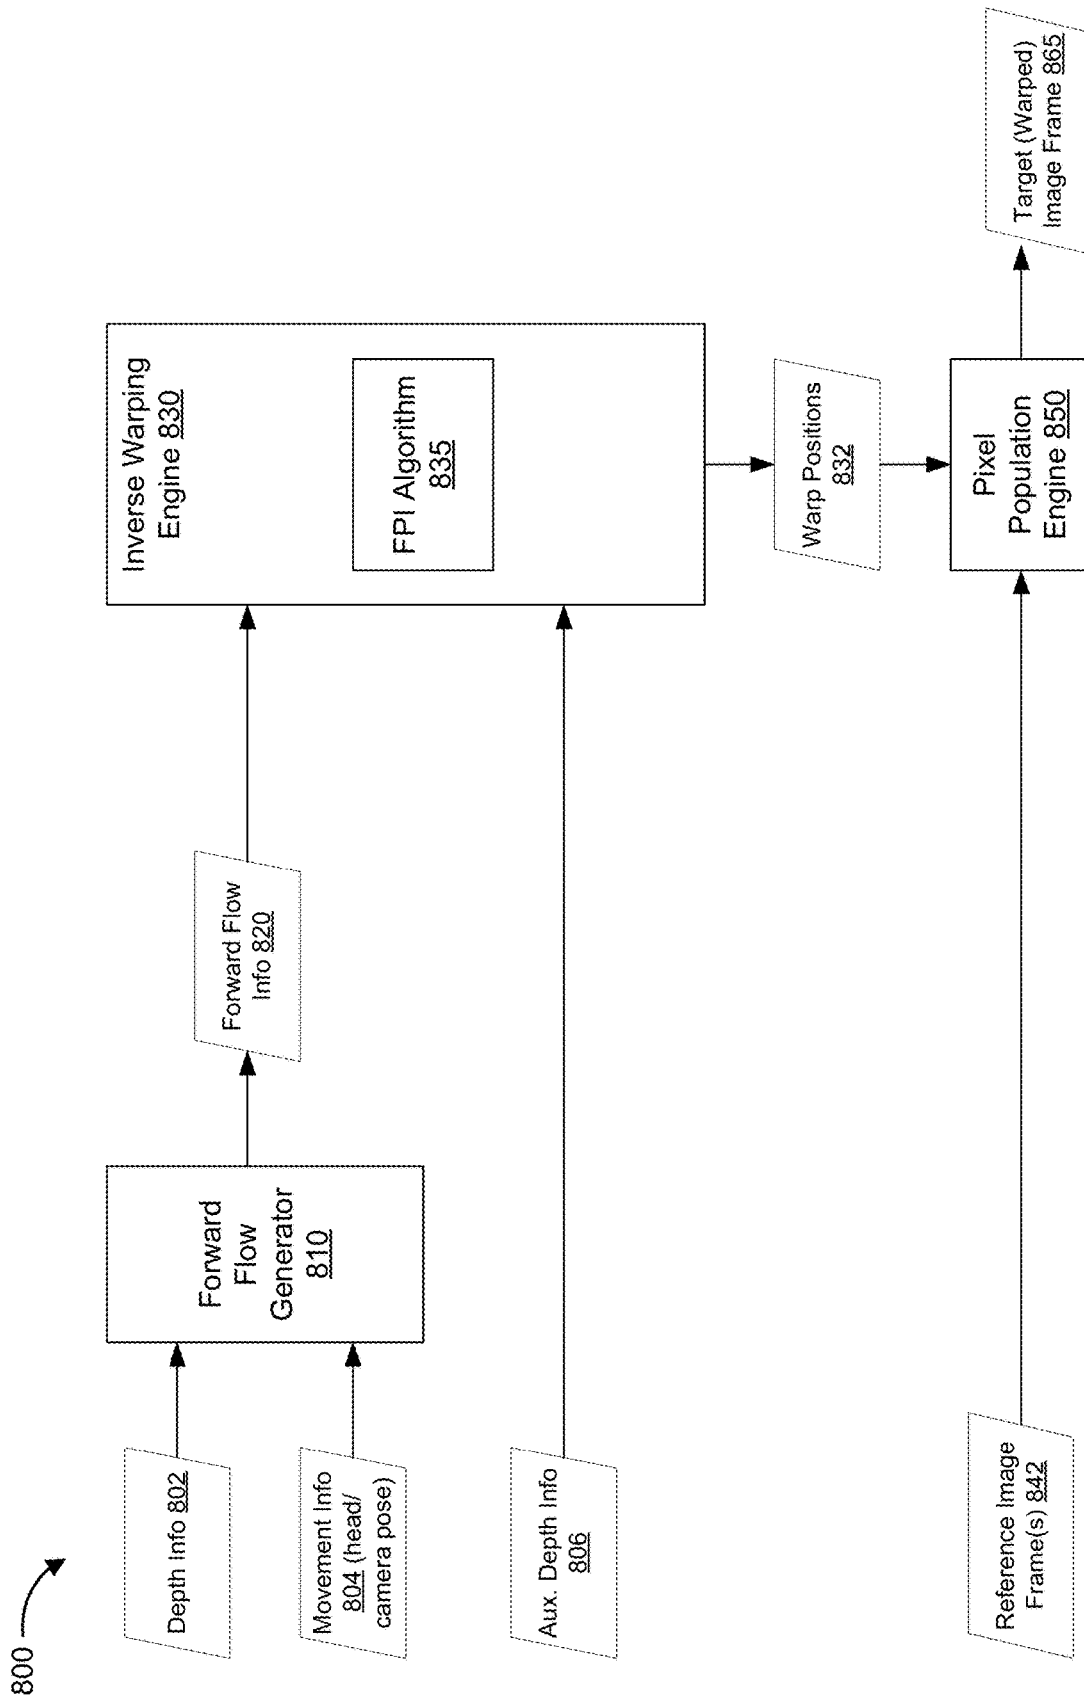 800
Depth Info 802
Movement Info
804 (head/
camera pose)
Aux. Depth Info
806
Reference Image
Frame(s) 842
Forward
Flow
Generator
810
Forward Flow
Info 820
Inverse Warping
Engine 830
FPI Algorithm
835
Warp Positions
832
Pixel
Population
Engine 850
Target (Warped)
Image Frame 865